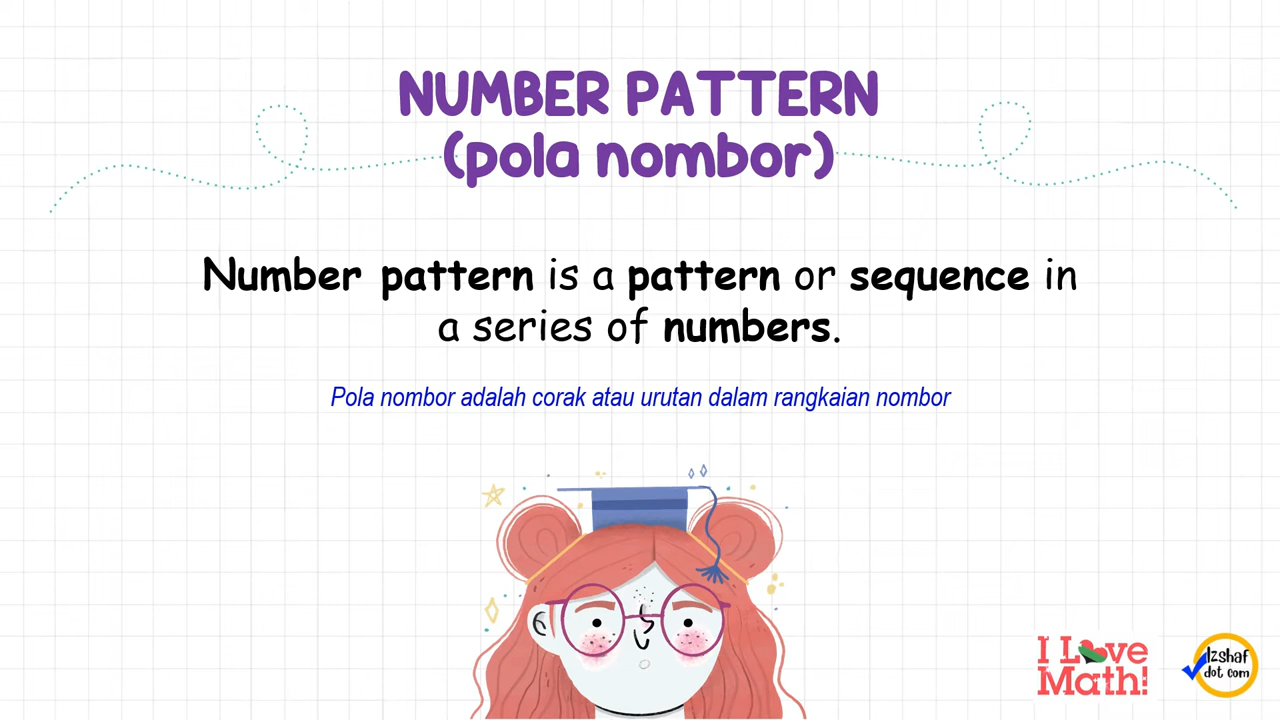 NUMBER PATTERN
(pola nombor)
Number pattern is a pattern or sequence in
a series of numbers.
Pola nombor adalah corak atau urutan dalam rangkaian nombor
I Love
Math!
Izshaf
dot com